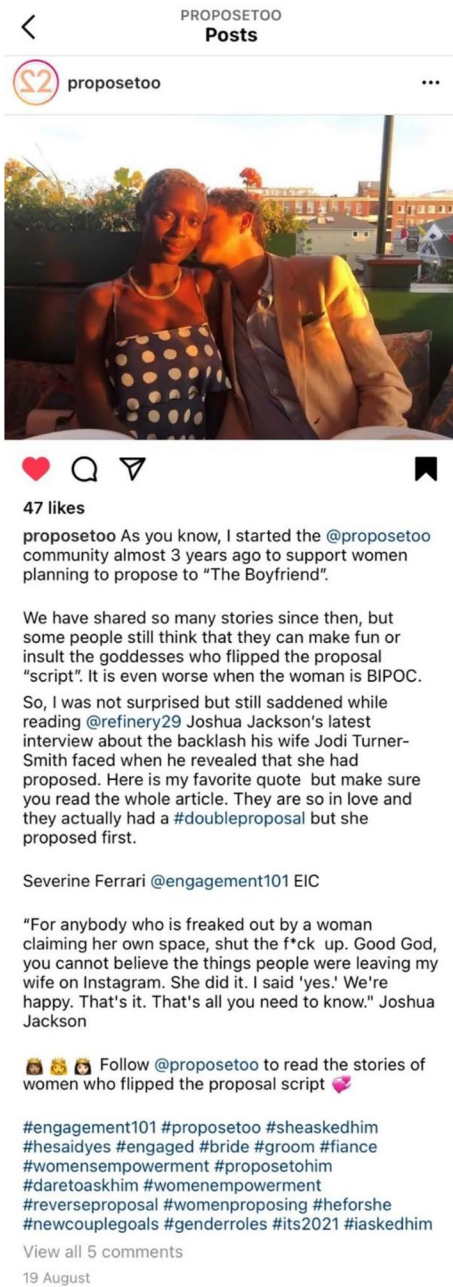 PROPOSETOO
Posts
proposetoo
47 likes
proposetoo As you know, I started the @proposetoo
community almost 3 years ago to support women
planning to propose to “The Boyfriend”.
We have shared so many stories since then, but
some people still think that they can make fun or
insult the goddesses who flipped the proposal
“script”. It is even worse when the woman is BIPOC.
So, I was not surprised but still saddened while
reading @refinery29 Joshua Jackson's latest
interview about the backlash his wife Jodi Turner-
Smith faced when he revealed that she had
proposed. Here is my favorite quote but make sure
you read the whole article. They are so in love and
they actually had a #doubleproposal but she
proposed first.
Severine Ferrari @engagement101 EIC
“For anybody who is freaked out by a woman
claiming her own space, shut the f*ck up. Good God,
you cannot believe the things people were leaving my
wife on Instagram. She did it. I said 'yes.' We're
happy. That's it. That's all you need to know." Joshua
Jackson
👸🏾 👸 👸🏻 Follow @proposetoo to read the stories of
women who flipped the proposal script 💞
#engagement101 #proposetoo #sheaskedhim
#hesaidyes #engaged #bride #groom #fiance
#womensempowerment #proposetohim
#daretoaskhim #womenempowerment
#reverseproposal #womenproposing #heforshe
#newcouplegoals #genderroles #its2021 #iaskedhim
View all 5 comments
19 August